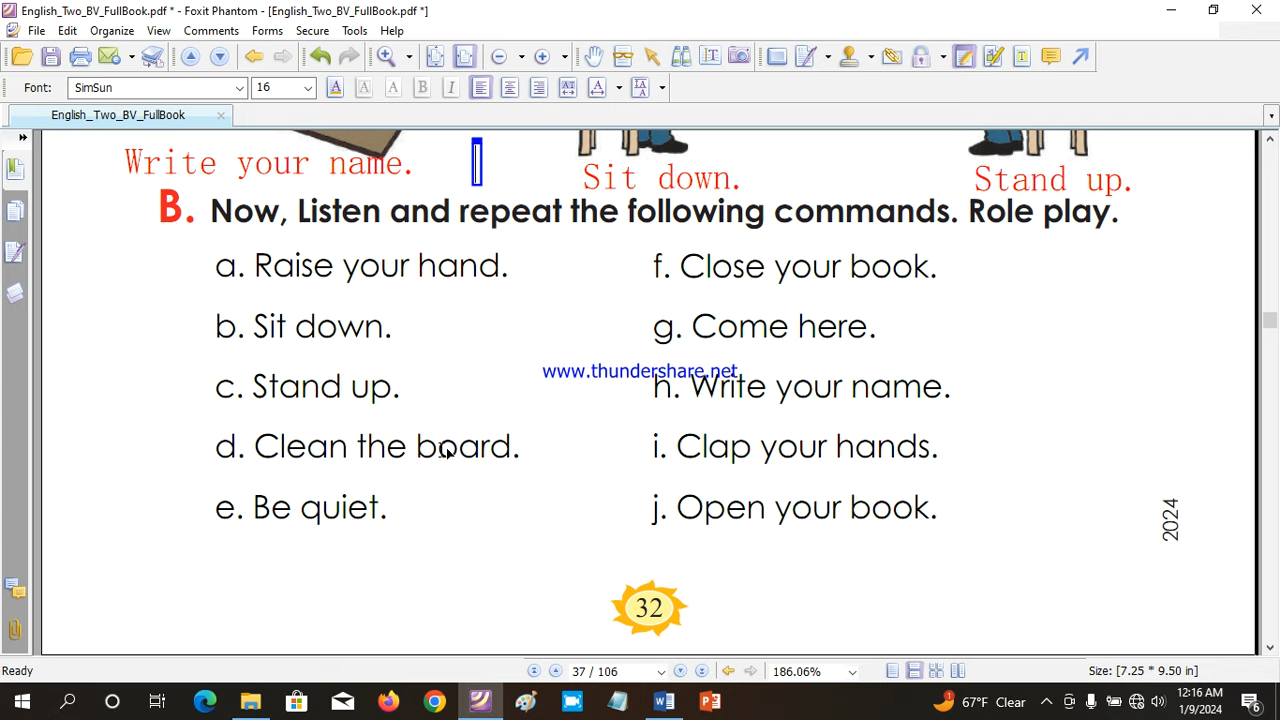 English_Two_BV_FullBook.pdf * - Foxit Phantom - [English_Two_BV_FullBook.pdf *]
File Edit Organize View Comments Forms Secure Tools Help
Font: SimSun 16
English_Two_BV_FullBook
Write your name.
Sit down.
Stand up.
B. Now, Listen and repeat the following commands. Role play.
a. Raise your hand.
b. Sit down.
c. Stand up.
d. Clean the board.
e. Be quiet.
f. Close your book.
g. Come here.
www.thundershare.net
h. Write your name.
i. Clap your hands.
j. Open your book.
2024
32
Ready 37 / 106 186.06% Size: [7.25 * 9.50 in]
67°F Clear
12:16 AM
1/9/2024
6